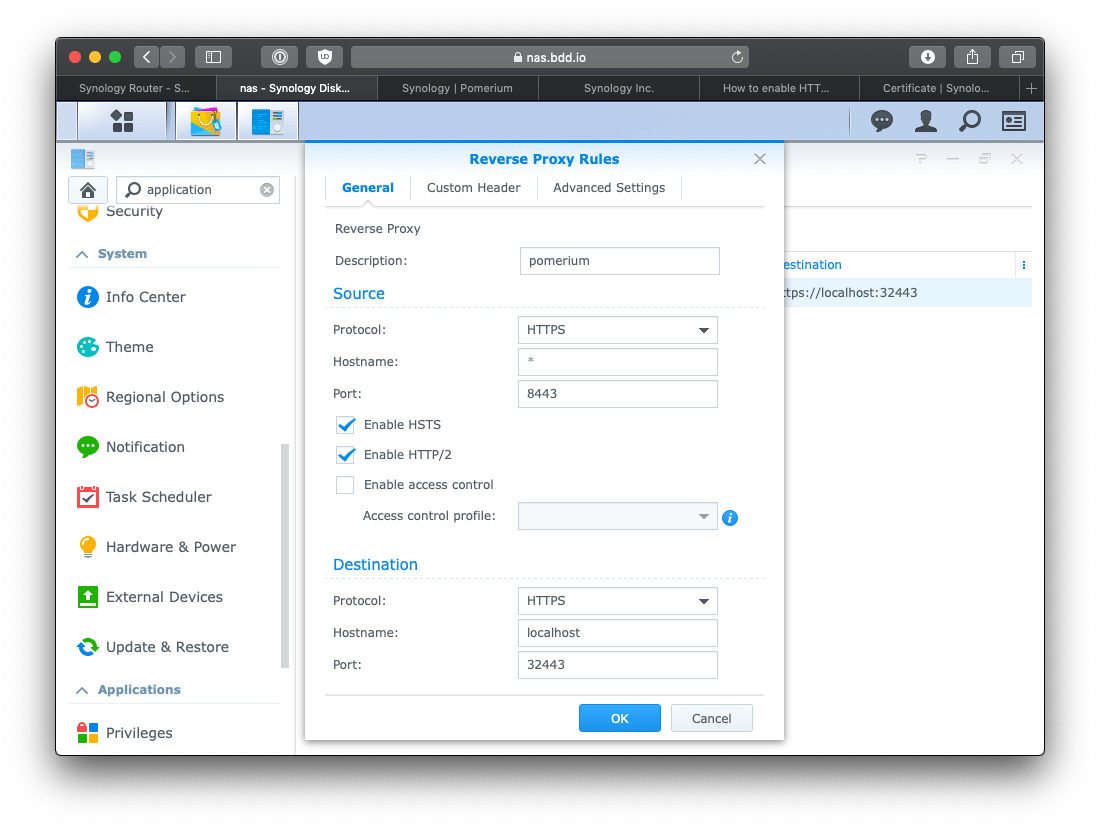 nas.bdd.io
Synology Router - S...
nas - Synology Disk...
Synology | Pomerium
Synology Inc.
How to enable HTT...
Certificate | Synolo...
Reverse Proxy Rules
application
General
Custom Header
Advanced Settings
Security
Reverse Proxy
System
Description:
pomerium
estination
Info Center
Source
ttps://localhost:32443
Protocol:
HTTPS
Theme
Hostname:
*
Port:
8443
Regional Options
Enable HSTS
Notification
Enable HTTP/2
Enable access control
Task Scheduler
Access control profile:
Hardware & Power
Destination
External Devices
Protocol:
HTTPS
Hostname:
localhost
Update & Restore
Port:
32443
Applications
OK
Cancel
Privileges